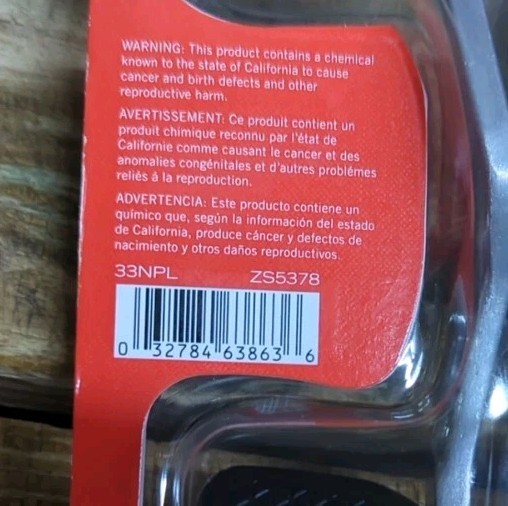 WARNING: This product contains a chemical
known to the state of California to cause
cancer and birth defects and other
reproductive harm.
AVERTISSEMENT: Ce produit contient un
produit chimique reconnu par l'état de
Californie comme causant le cancer et des
anomalies congénitales et d'autres problémes
reliés à la reproduction.
ADVERTENCIA: Este producto contiene un
químico que, según la información del estado
de California, produce cáncer y defectos de
nacimiento y otros daños reproductivos.
33NPL ZS5378
0 32784 63863 6